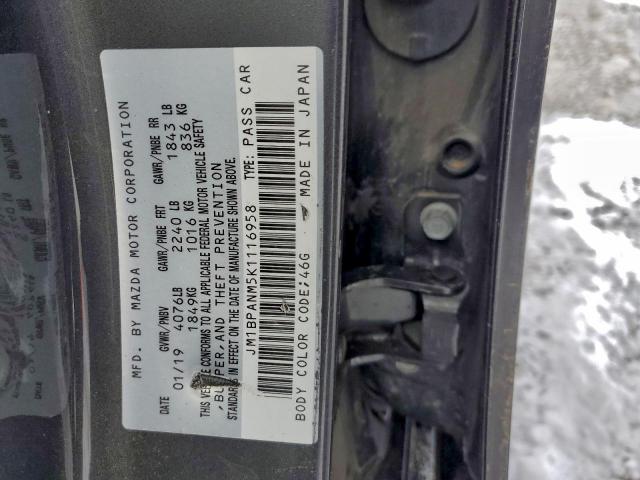 MFD. BY MAZDA MOTOR CORPORATION
DATE GVWR/PNBV GAWR/PNBE FRT GAWR/PNBE RR
01/19 4076LB 2240 LB 1843 LB
1849KG 1016 KG 836 KG
THIS VEHICLE CONFORMS TO ALL APPLICABLE FEDERAL MOTOR VEHICLE SAFETY
,BUMPER,AND THEFT PREVENTION
STANDARDS IN EFFECT ON THE DATE OF MANUFACTURE SHOWN ABOVE.
JM1BPANM5K1116958 TYPE: PASS CAR
BODY COLOR CODE;46G MADE IN JAPAN